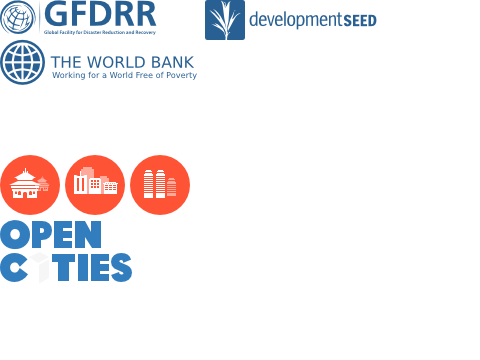 GFDRR
Global Facility for Disaster Reduction and Recovery
developmentSEED
THE WORLD BANK
Working for a World Free of Poverty
OPEN
CiTIES